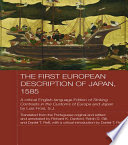 THE FIRST EUROPEAN
DESCRIPTION OF JAPAN,
1585
A critical English-language Edition of Striking
Contrasts in the Customs of Europe and Japan
by Luis Frois, S.J.
Translated from the Portuguese original and edited
and annotated by Richard K. Danford, Robin D. Gill,
and Daniel T. Reff, with a critical introduction by Daniel T. Reff